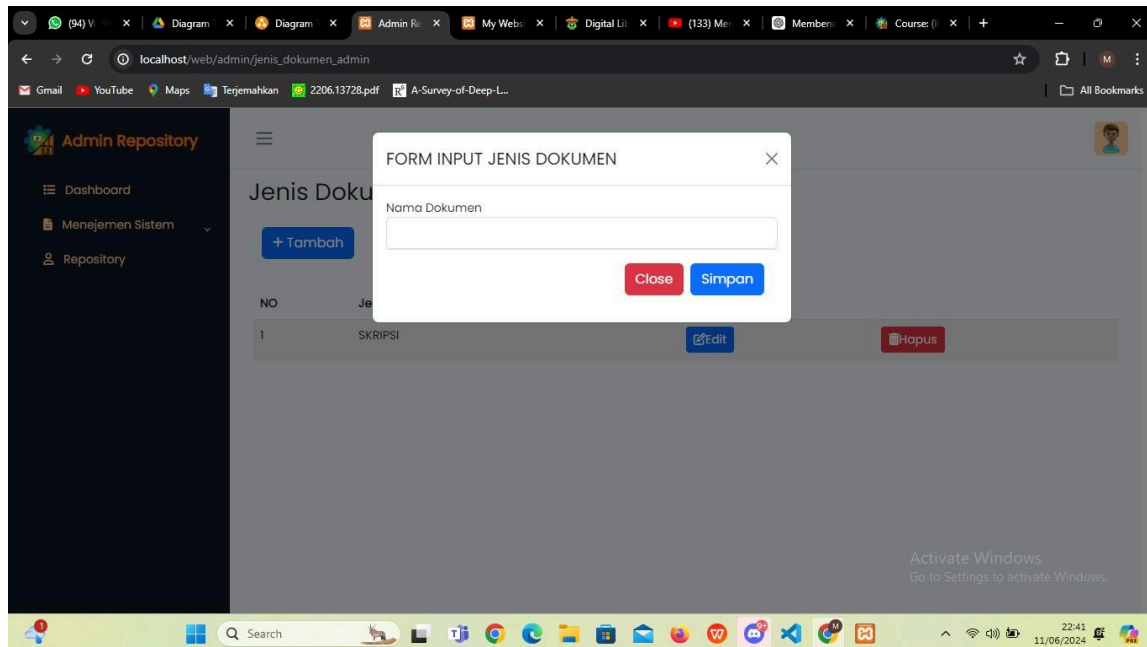 (94) W
Diagram
Diagram
Admin Re
My Websi
Digital Lil
(133) Mer
Membena
Course: (I
localhost/web/admin/jenis_dokumen_admin
M
Gmail YouTube Maps Terjemahkan 2206.13728.pdf A-Survey-of-Deep-L... All Bookmarks
Admin Repository
Dashboard
Menejemen Sistem
Repository
Jenis Doku
+ Tambah
FORM INPUT JENIS DOKUMEN
Nama Dokumen
Close Simpan
NO Je
1 SKRIPSI Edit Hapus
Activate Windows
Go to Settings to activate Windows.
Search
22:41
11/06/2024